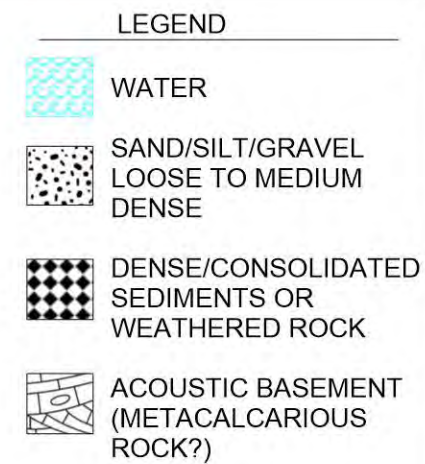 LEGEND
WATER
SAND/SILT/GRAVEL
LOOSE TO MEDIUM
DENSE
DENSE/CONSOLIDATED
SEDIMENTS OR
WEATHERED ROCK
ACOUSTIC BASEMENT
(METACALCARIOUS
ROCK?)